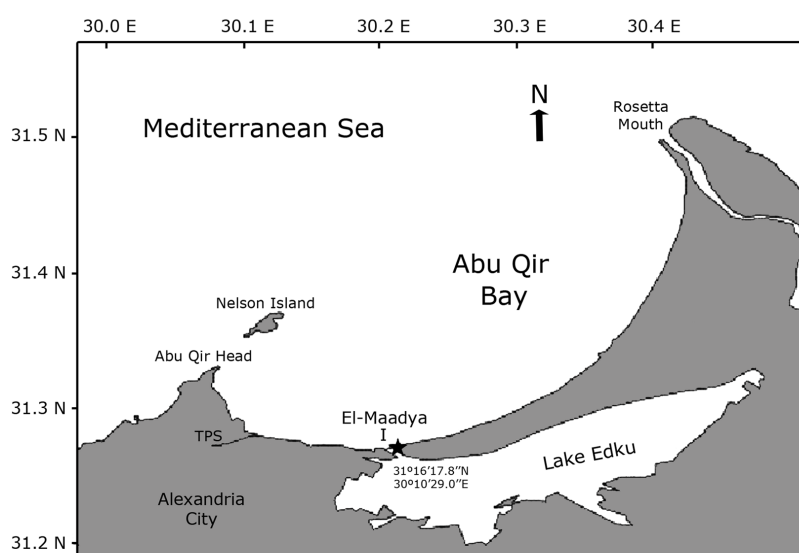 30.0 E 30.1 E 30.2 E 30.3 E 30.4 E
31.5 N
31.4 N
31.3 N
31.2 N
Mediterranean Sea
N
Rosetta
Mouth
Abu Qir
Bay
Nelson Island
Abu Qir Head
El-Maadya
I
TPS
31º16'17.8’’N
30º10'29.0’’E
Lake Edku
Alexandria
City